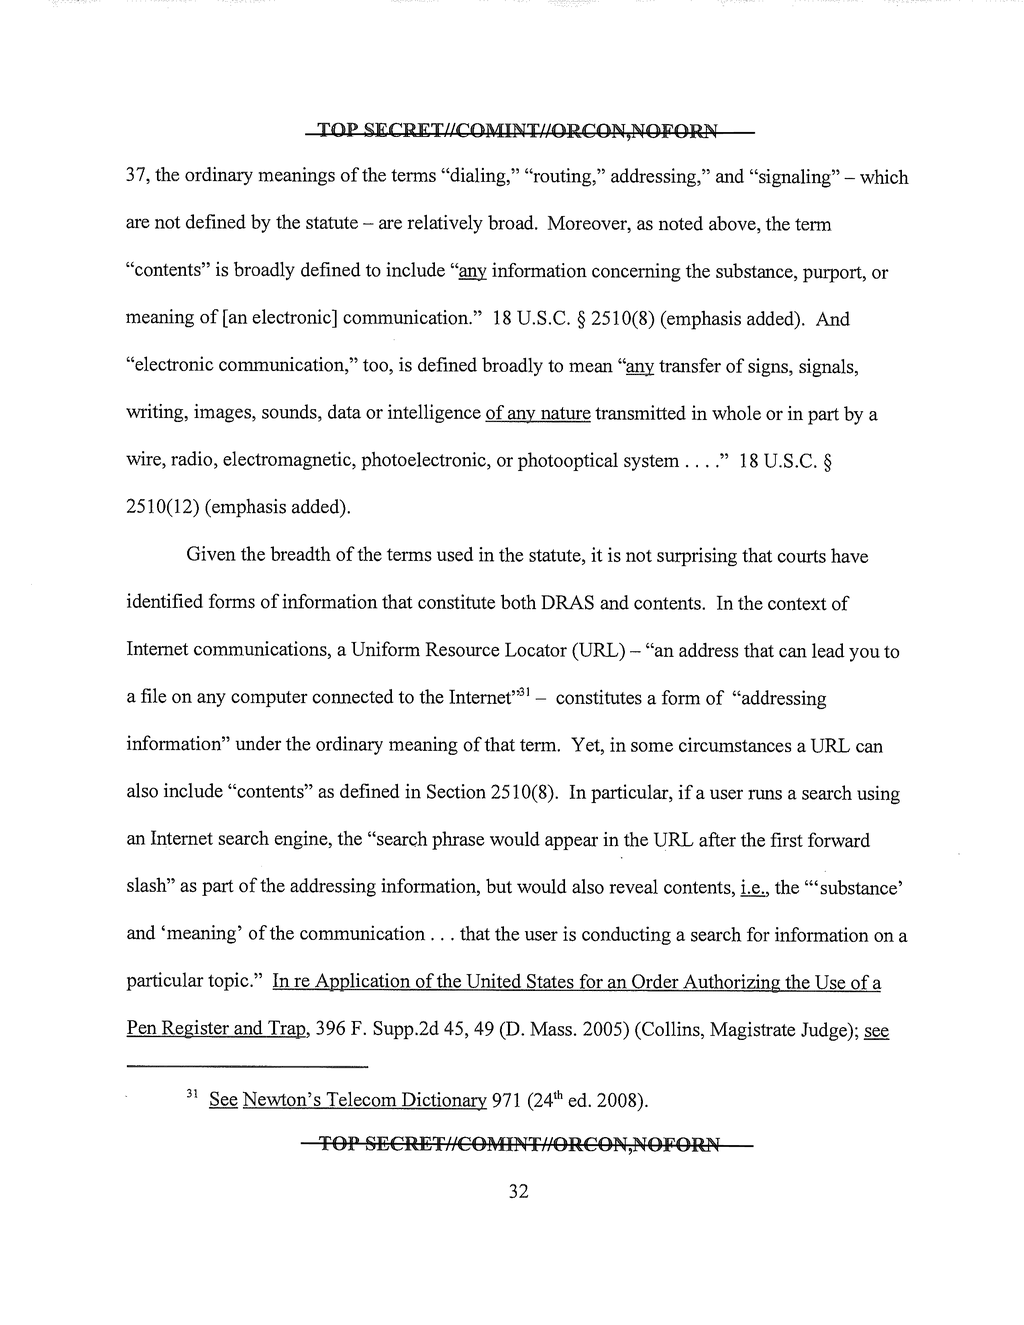 TOP SECRET//COMINT//ORCON,NOFORN
37, the ordinary meanings of the terms “dialing,” “routing,” addressing,” and “signaling” – which
are not defined by the statute – are relatively broad. Moreover, as noted above, the term
“contents” is broadly defined to include “any information concerning the substance, purport, or
meaning of [an electronic] communication.” 18 U.S.C. § 2510(8) (emphasis added). And
“electronic communication,” too, is defined broadly to mean “any transfer of signs, signals,
writing, images, sounds, data or intelligence of any nature transmitted in whole or in part by a
wire, radio, electromagnetic, photoelectronic, or photooptical system . . . .” 18 U.S.C. §
2510(12) (emphasis added).
Given the breadth of the terms used in the statute, it is not surprising that courts have
identified forms of information that constitute both DRAS and contents. In the context of
Internet communications, a Uniform Resource Locator (URL) – “an address that can lead you to
a file on any computer connected to the Internet”31 – constitutes a form of “addressing
information” under the ordinary meaning of that term. Yet, in some circumstances a URL can
also include “contents” as defined in Section 2510(8). In particular, if a user runs a search using
an Internet search engine, the “search phrase would appear in the URL after the first forward
slash” as part of the addressing information, but would also reveal contents, i.e., the “‘substance’
and ‘meaning’ of the communication . . . that the user is conducting a search for information on a
particular topic.” In re Application of the United States for an Order Authorizing the Use of a
Pen Register and Trap, 396 F. Supp.2d 45, 49 (D. Mass. 2005) (Collins, Magistrate Judge); see
31 See Newton’s Telecom Dictionary 971 (24th ed. 2008).
TOP SECRET//COMINT//ORCON,NOFORN
32